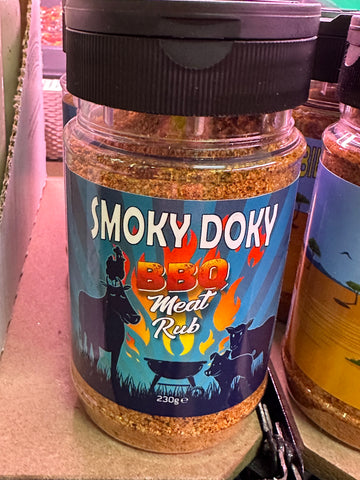 SMOKY DOKY
BBQ
Meat
Rub
230g e